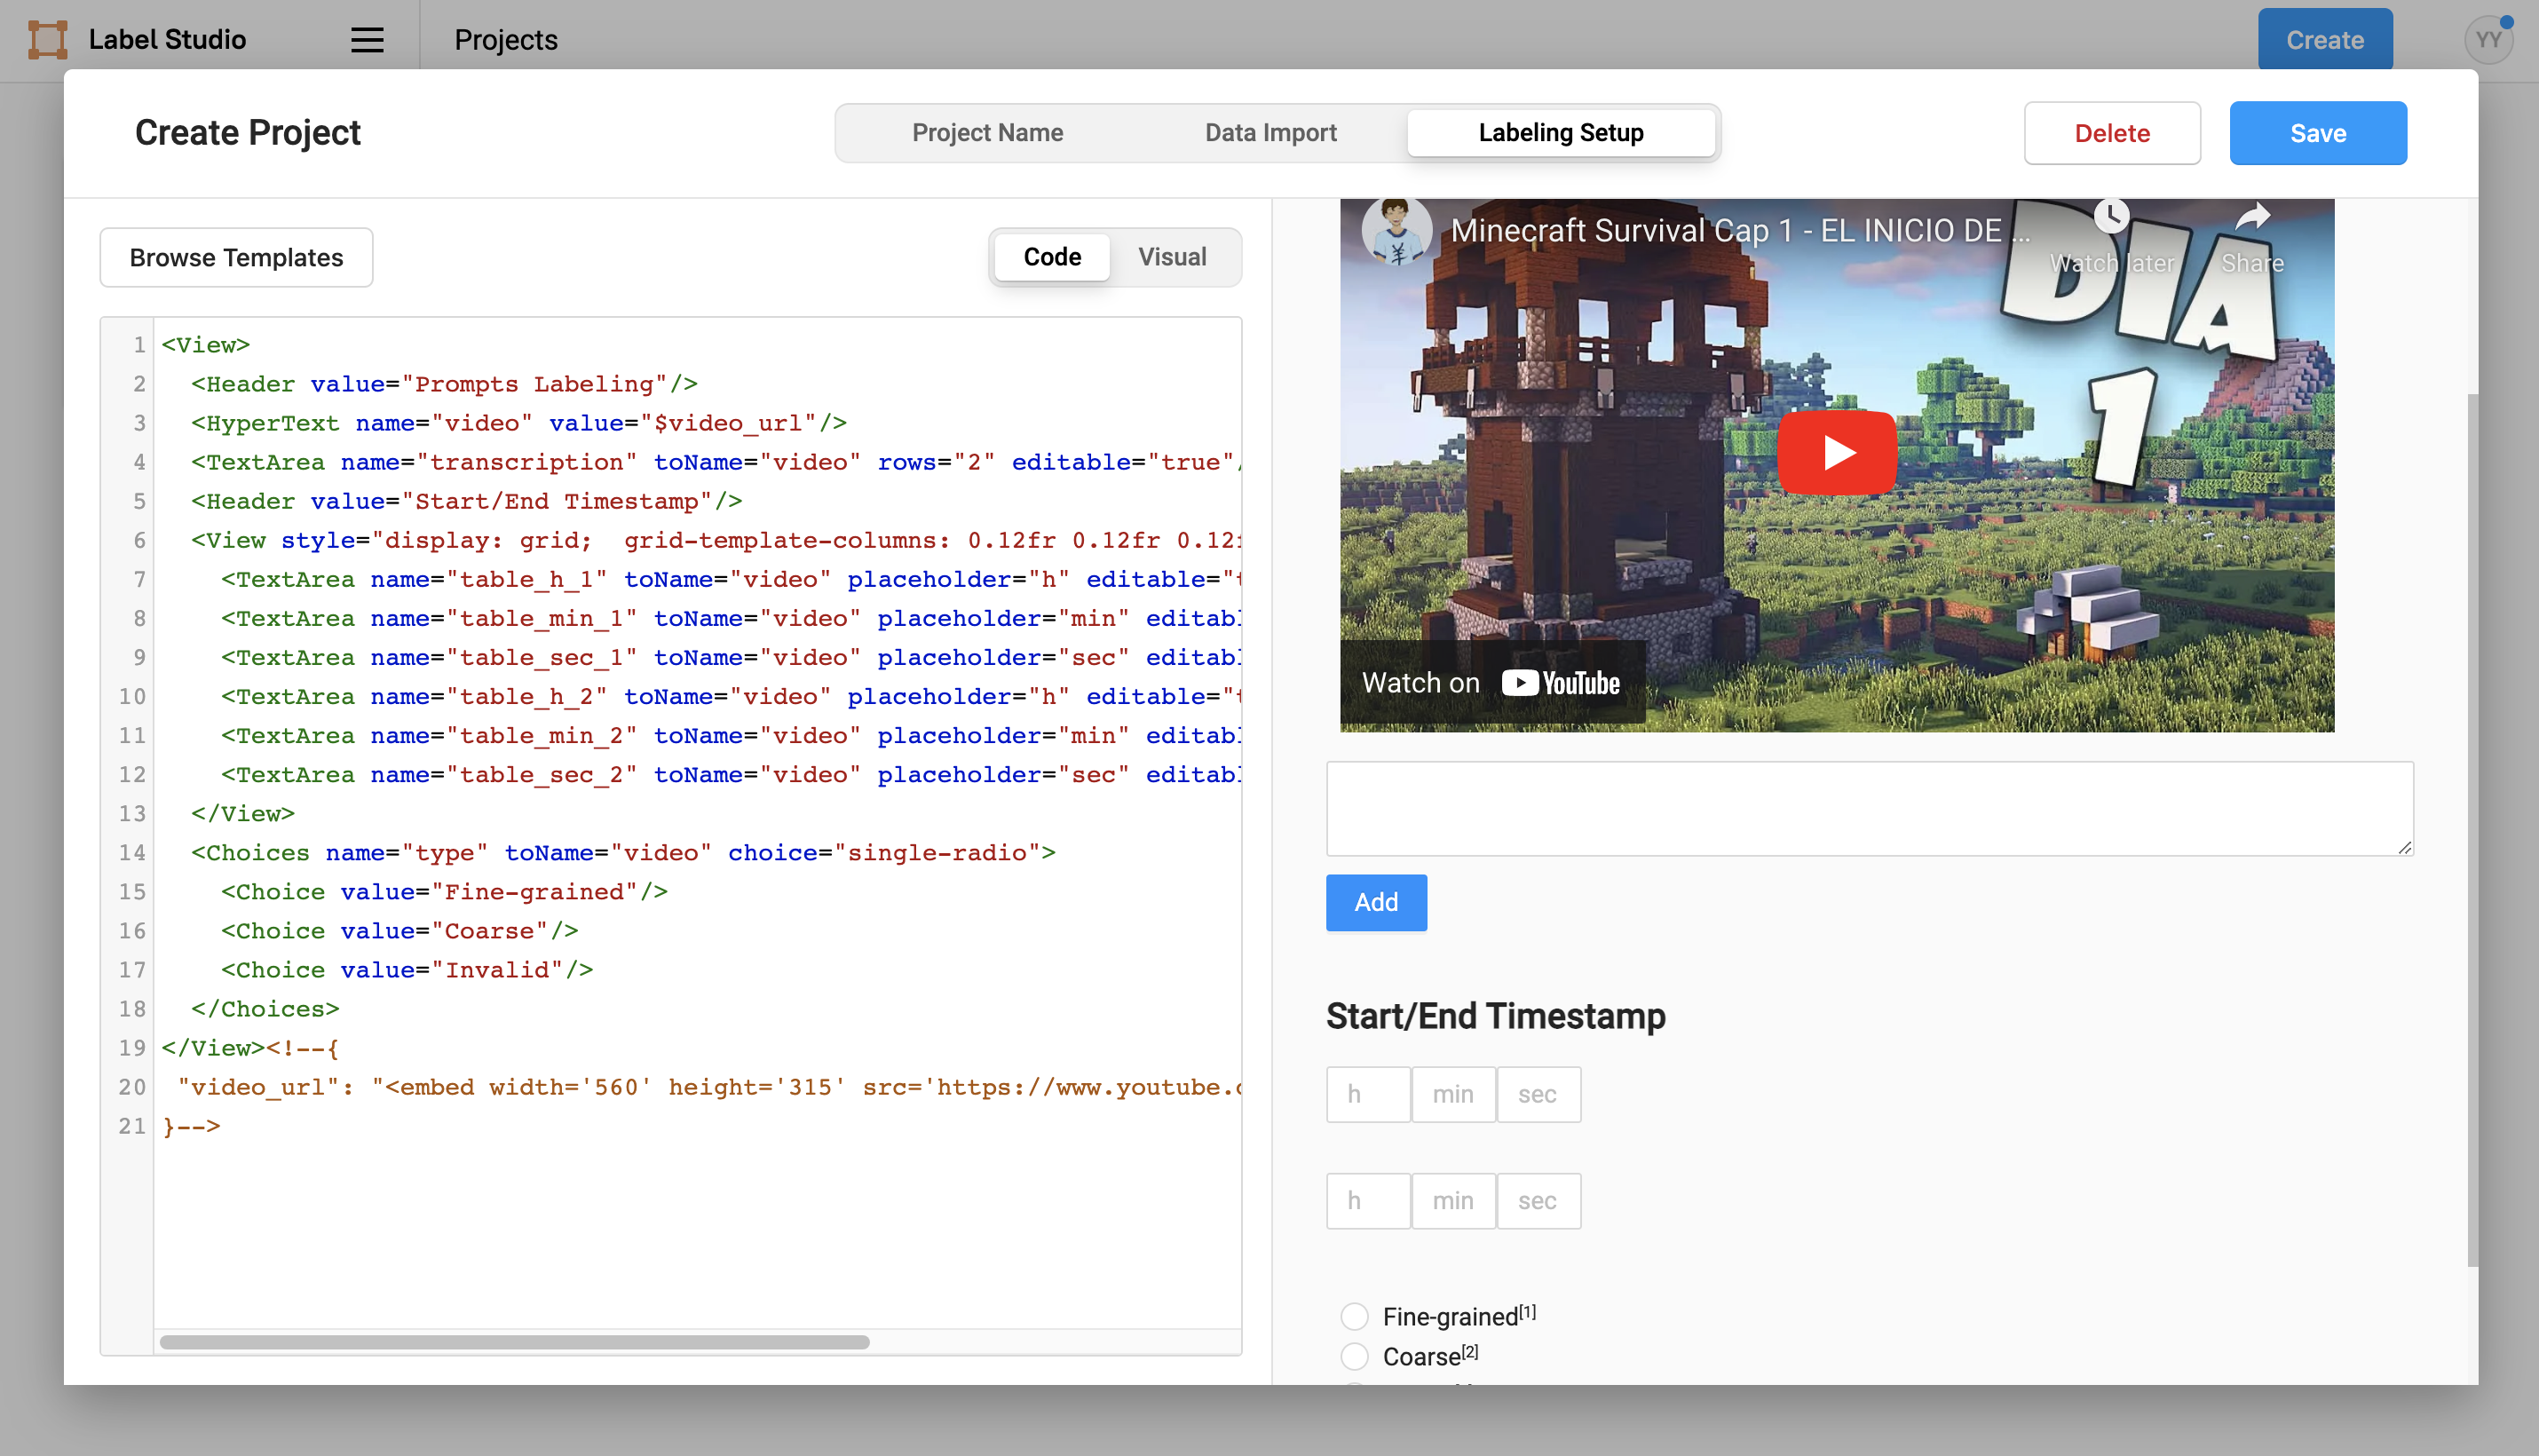 Label Studio
Projects
Create
YY
Create Project
Project Name
Data Import
Labeling Setup
Delete
Save
Browse Templates
Code
Visual
1 <View>
2 <Header value="Prompts Labeling"/>
3 <HyperText name="video" value="$video_url"/>
4 <TextArea name="transcription" toName="video" rows="2" editable="true"/
5 <Header value="Start/End Timestamp"/>
6 <View style="display: grid;  grid-template-columns: 0.12fr 0.12fr 0.12f
7 <TextArea name="table_h_1" toName="video" placeholder="h" editable="t
8 <TextArea name="table_min_1" toName="video" placeholder="min" editabl
9 <TextArea name="table_sec_1" toName="video" placeholder="sec" editabl
10 <TextArea name="table_h_2" toName="video" placeholder="h" editable="t
11 <TextArea name="table_min_2" toName="video" placeholder="min" editabl
12 <TextArea name="table_sec_2" toName="video" placeholder="sec" editabl
13 </View>
14 <Choices name="type" toName="video" choice="single-radio">
15 <Choice value="Fine-grained"/>
16 <Choice value="Coarse"/>
17 <Choice value="Invalid"/>
18 </Choices>
19 </View><!--{
20 "video_url": "<embed width='560' height='315' src='https://www.youtube.c
21 }-->
Minecraft Survival Cap 1 - EL INICIO DE ...
Watch later
Share
DIA
1
Watch on YouTube
Add
Start/End Timestamp
h min sec
h min sec
Fine-grained[1]
Coarse[2]